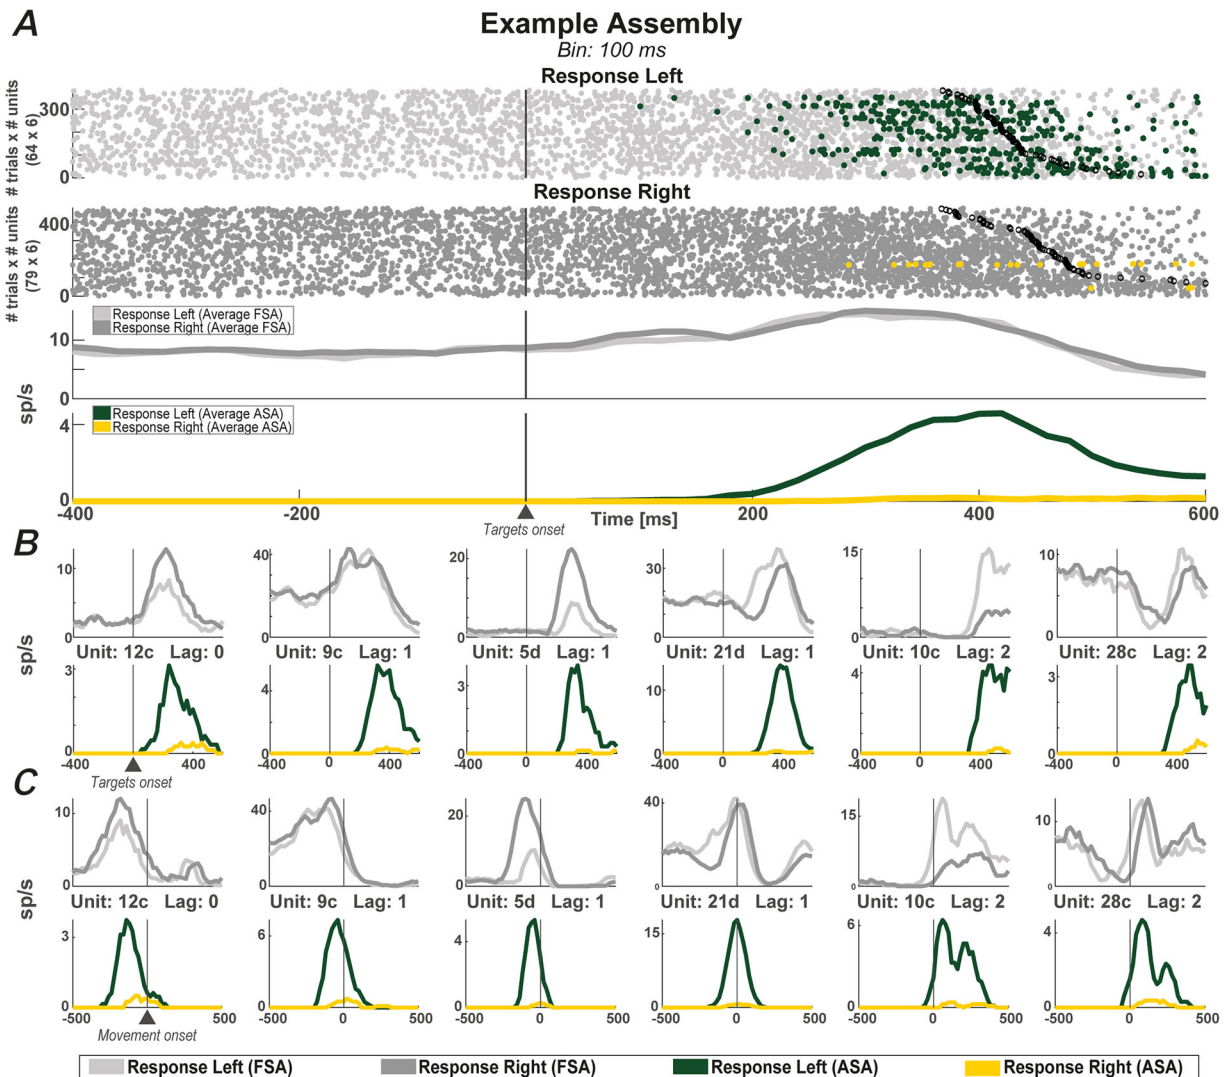 A
Example Assembly
Bin: 100 ms
Response Left
# trials x # units
(64 x 6)
300
0
Response Right
# trials x # units
(79 x 6)
400
0
sp/s
Response Left (Average FSA)
Response Right (Average FSA)
10
0
Response Left (Average ASA)
Response Right (Average ASA)
4
0
-400 -200 Time [ms] 200 400 600
Targets onset
B
sp/s
10 40 20 30 15 10
0 0 0 0 0 0
Unit: 12c Lag: 0 Unit: 9c Lag: 1 Unit: 5d Lag: 1 Unit: 21d Lag: 1 Unit: 10c Lag: 2 Unit: 28c Lag: 2
3 4 3 10 4 3
0 0 0 0 0 0
-400 400 -400 0 400 -400 0 400 -400 0 400 -400 0 400 -400 0 400
Targets onset
C
sp/s
10 40 20 40 15 10
0 0 0 0 0 0
Unit: 12c Lag: 0 Unit: 9c Lag: 1 Unit: 5d Lag: 1 Unit: 21d Lag: 1 Unit: 10c Lag: 2 Unit: 28c Lag: 2
3 6 4 15 6 4
0 0 0 0 0 0
-500 500 -500 0 500 -500 0 500 -500 0 500 -500 0 500 -500 0 500
Movement onset
Response Left (FSA) Response Right (FSA) Response Left (ASA) Response Right (ASA)